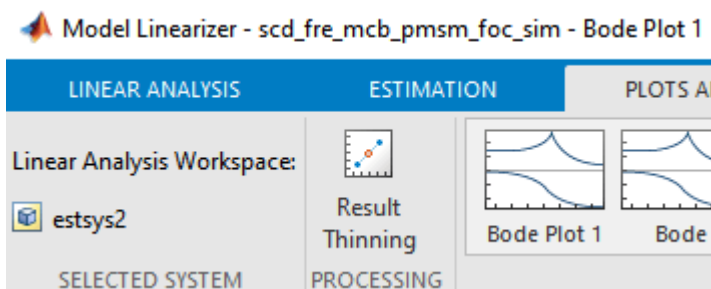 Model Linearizer - scd_fre_mcb_pmsm_foc_sim - Bode Plot 1
LINEAR ANALYSIS
ESTIMATION
PLOTS A
Linear Analysis Workspace:
estsys2
Result
Thinning
Bode Plot 1
Bode
SELECTED SYSTEM
PROCESSING